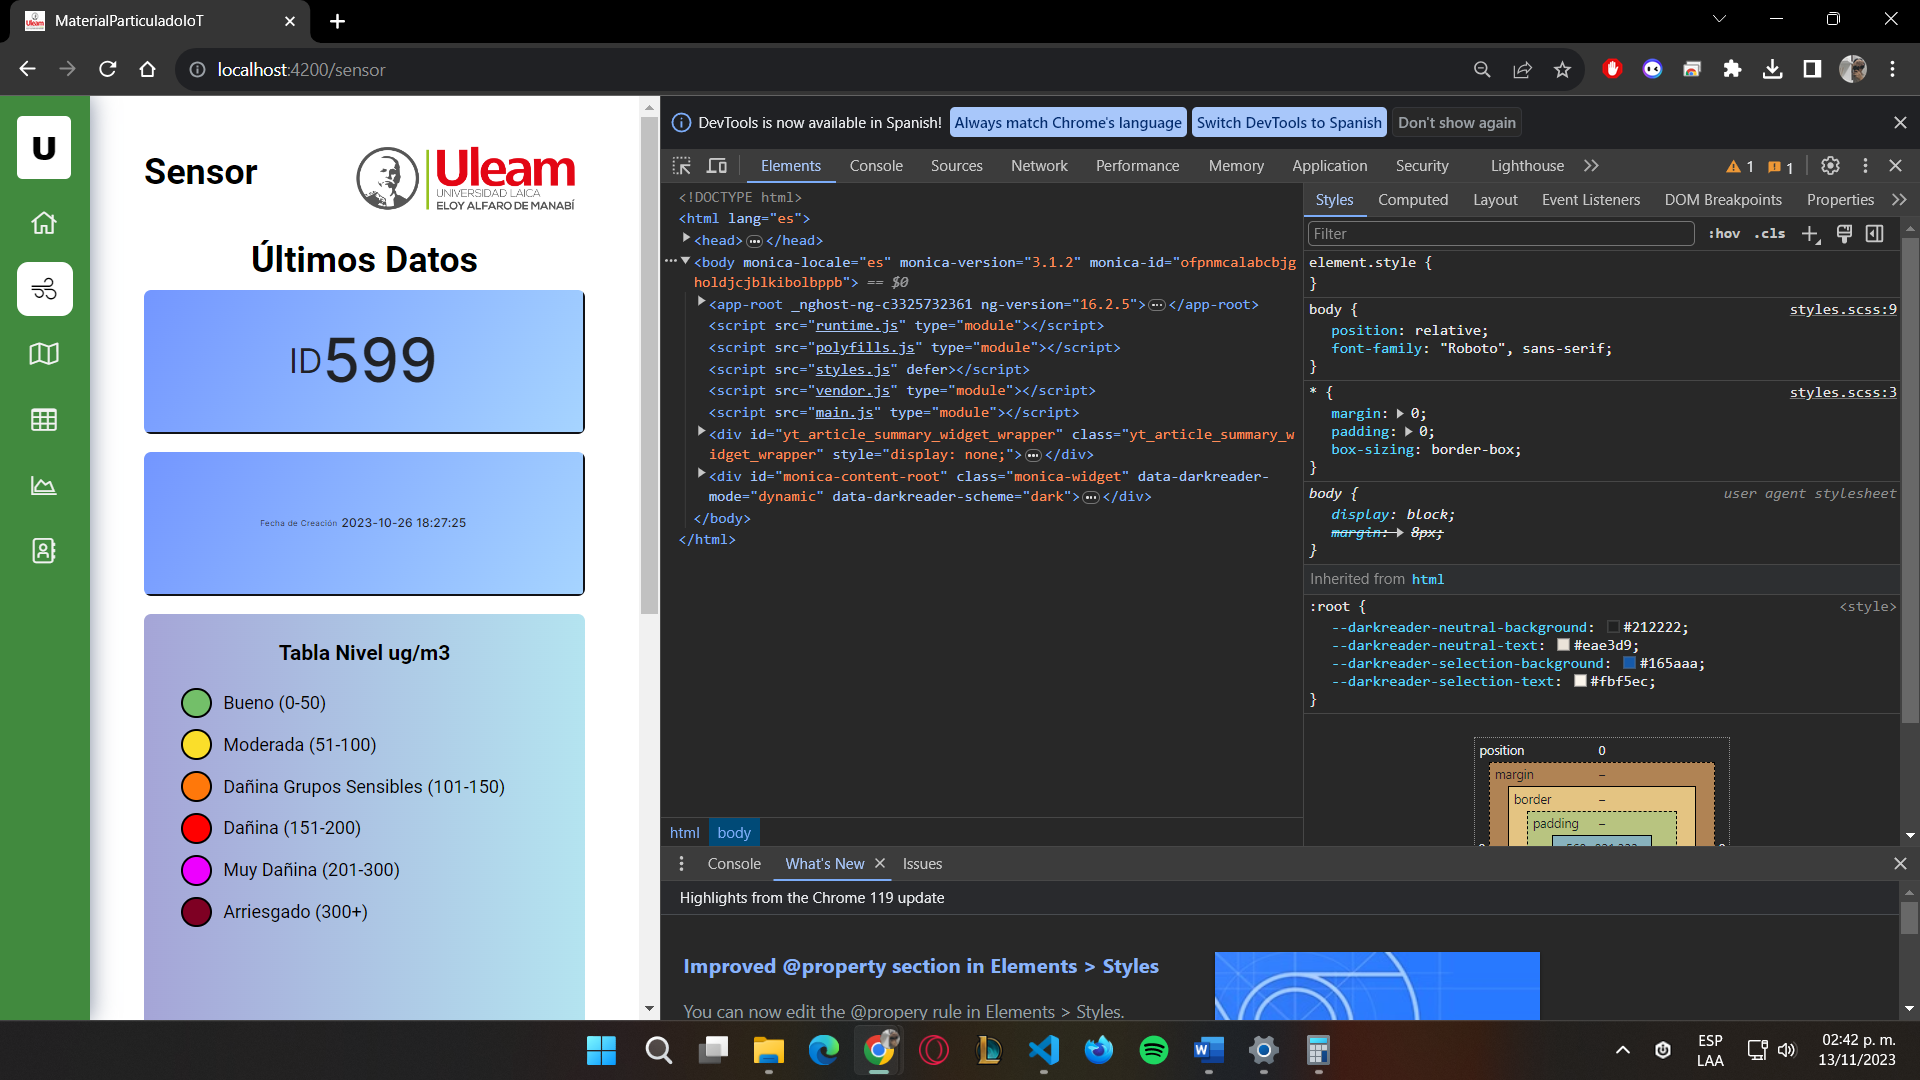 MaterialParticuladoIoT
localhost:4200/sensor
U
Sensor
Uleam
UNIVERSIDAD LAICA
ELOY ALFARO DE MANABÍ
Últimos Datos
ID599
Fecha de Creación 2023-10-26 18:27:25
Tabla Nivel ug/m3
Bueno (0-50)
Moderada (51-100)
Dañina Grupos Sensibles (101-150)
Dañina (151-200)
Muy Dañina (201-300)
Arriesgado (300+)
DevTools is now available in Spanish! Always match Chrome's language Switch DevTools to Spanish Don't show again
Elements Console Sources Network Performance Memory Application Security Lighthouse 1 1
<!DOCTYPE html>
<html lang="es">
<head>…</head>
<body monica-locale="es" monica-version="3.1.2" monica-id="ofpnmcalabcbjg
holdjcjblkibolbppb"> == $0
<app-root _nghost-ng-c3325732361 ng-version="16.2.5">…</app-root>
<script src="runtime.js" type="module"></script>
<script src="polyfills.js" type="module"></script>
<script src="styles.js" defer></script>
<script src="vendor.js" type="module"></script>
<script src="main.js" type="module"></script>
<div id="yt_article_summary_widget_wrapper" class="yt_article_summary_w
idget_wrapper" style="display: none;">…</div>
<div id="monica-content-root" class="monica-widget" data-darkreader-
mode="dynamic" data-darkreader-scheme="dark">…</div>
</body>
</html>
html body
Styles Computed Layout Event Listeners DOM Breakpoints Properties
Filter :hov .cls
element.style {
}
body { styles.scss:9
position: relative;
font-family: "Roboto", sans-serif;
}
* { styles.scss:3
margin: 0;
padding: 0;
box-sizing: border-box;
}
body { user agent stylesheet
display: block;
margin: 8px;
}
Inherited from html
:root { <style>
--darkreader-neutral-background: #212222;
--darkreader-neutral-text: #eae3d9;
--darkreader-selection-background: #165aaa;
--darkreader-selection-text: #fbf5ec;
}
position 0
margin –
border –
padding –
Console What's New Issues
Highlights from the Chrome 119 update
Improved @property section in Elements > Styles
You can now edit the @propery rule in Elements > Styles.
ESP
LAA
02:42 p. m.
13/11/2023